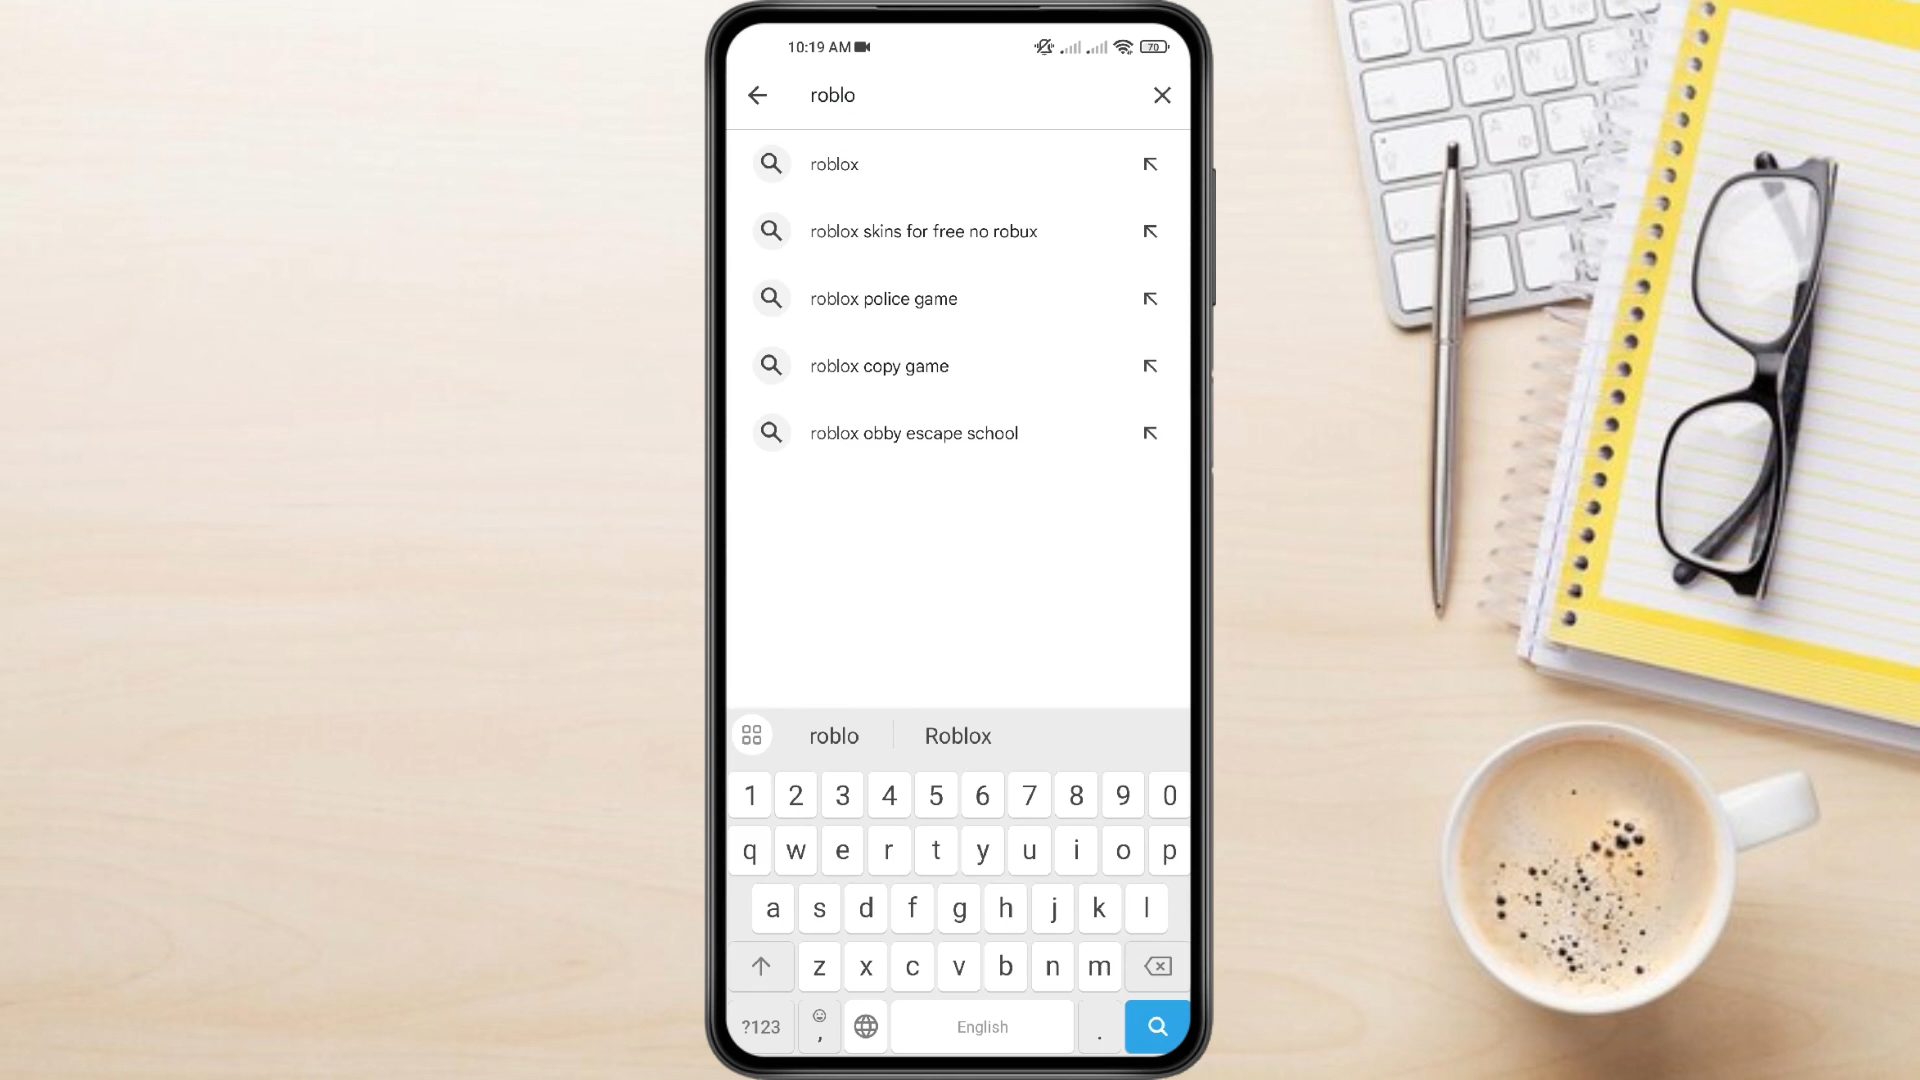 10:19 AM
70
roblo
roblox
roblox skins for free no robux
roblox police game
roblox copy game
roblox obby escape school
roblo Roblox
1 2 3 4 5 6 7 8 9 0
q w e r t y u i o p
a s d f g h j k l
z x c v b n m
?123 , English .